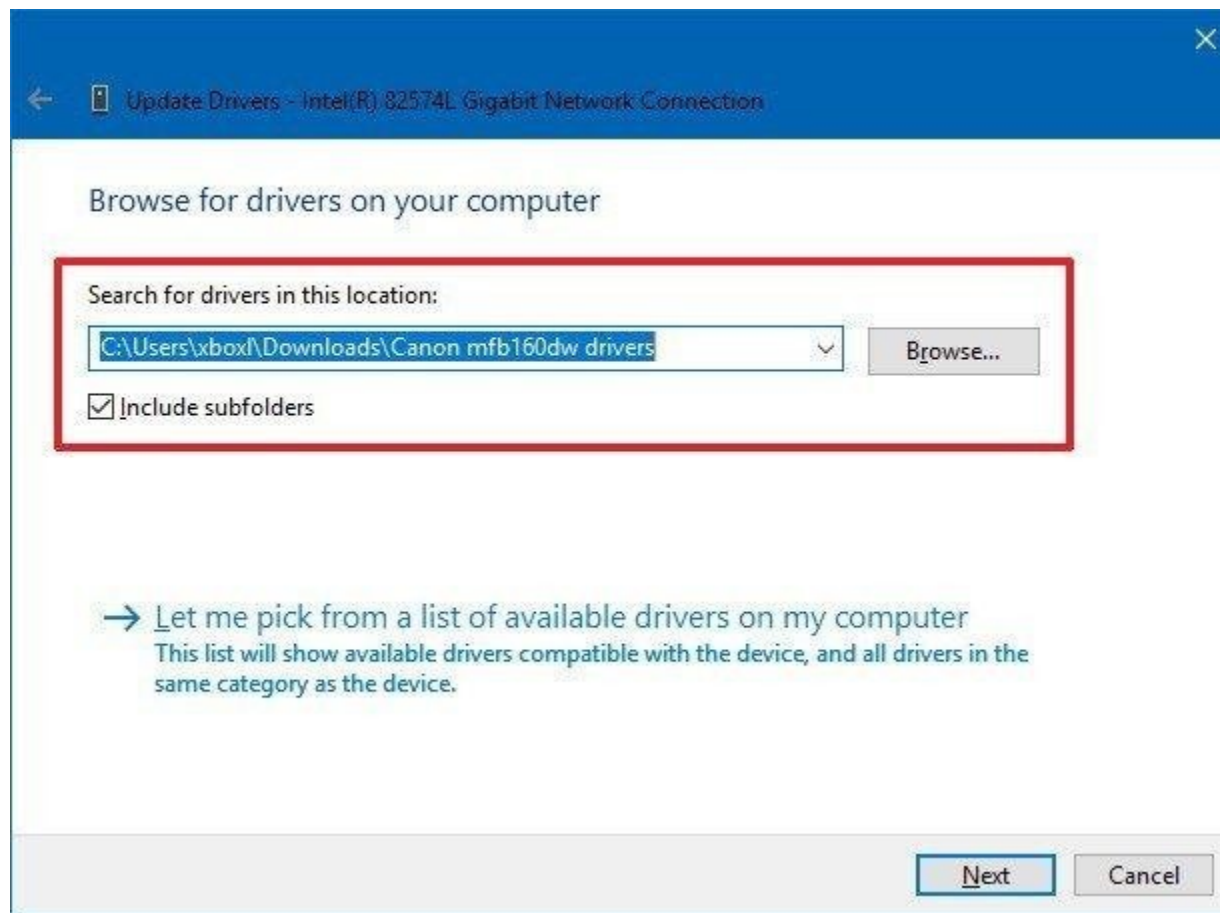 Update Drivers - Intel(R) 82574L Gigabit Network Connection
Browse for drivers on your computer
Search for drivers in this location:
C:\Users\xboxl\Downloads\Canon mfb160dw drivers
Browse...
Include subfolders
Let me pick from a list of available drivers on my computer
This list will show available drivers compatible with the device, and all drivers in the
same category as the device.
Next
Cancel